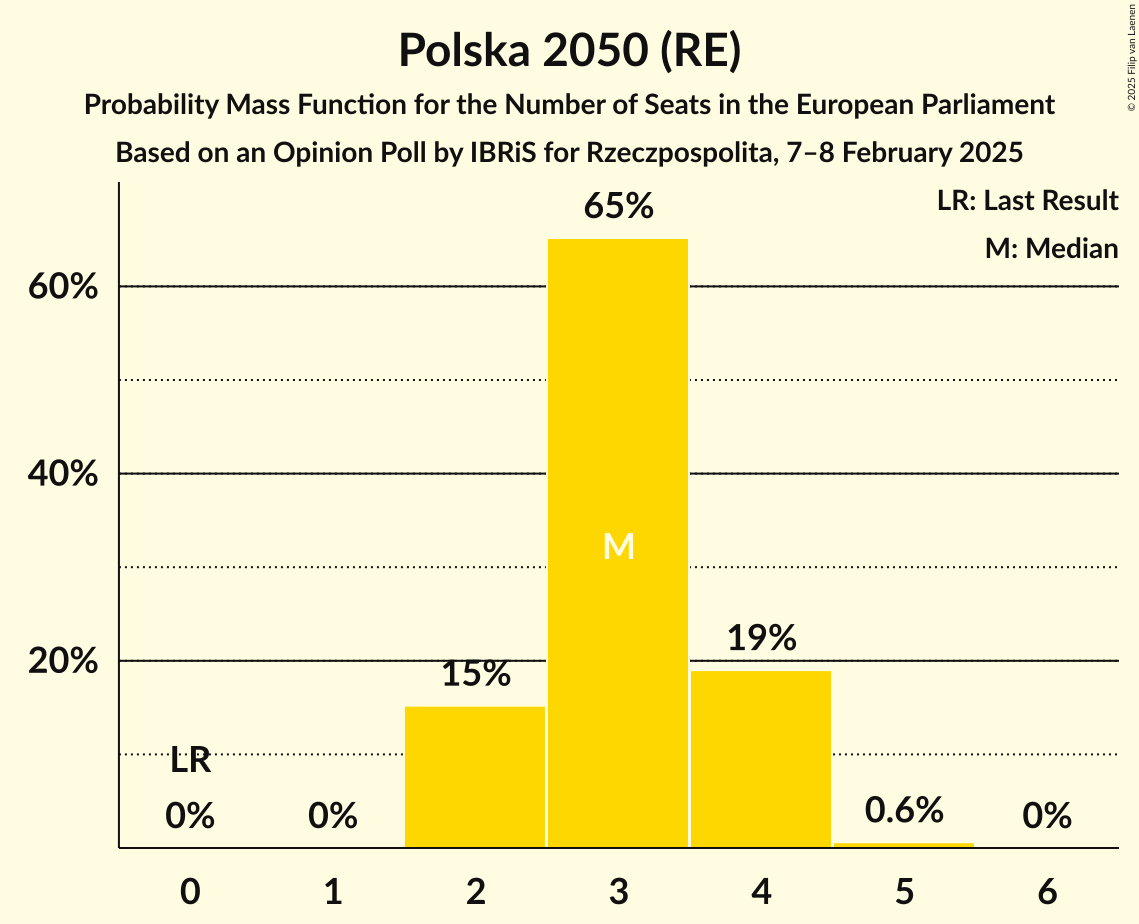 Polska 2050 (RE)
Probability Mass Function for the Number of Seats in the European Parliament
Based on an Opinion Poll by IBRiS for Rzeczpospolita, 7–8 February 2025
© 2025 Filip van Laenen
LR: Last Result
M: Median
65%
60%
40%
M
19%
20%
15%
LR
0%
0%
0.6%
0%
0 1 2 3 4 5 6